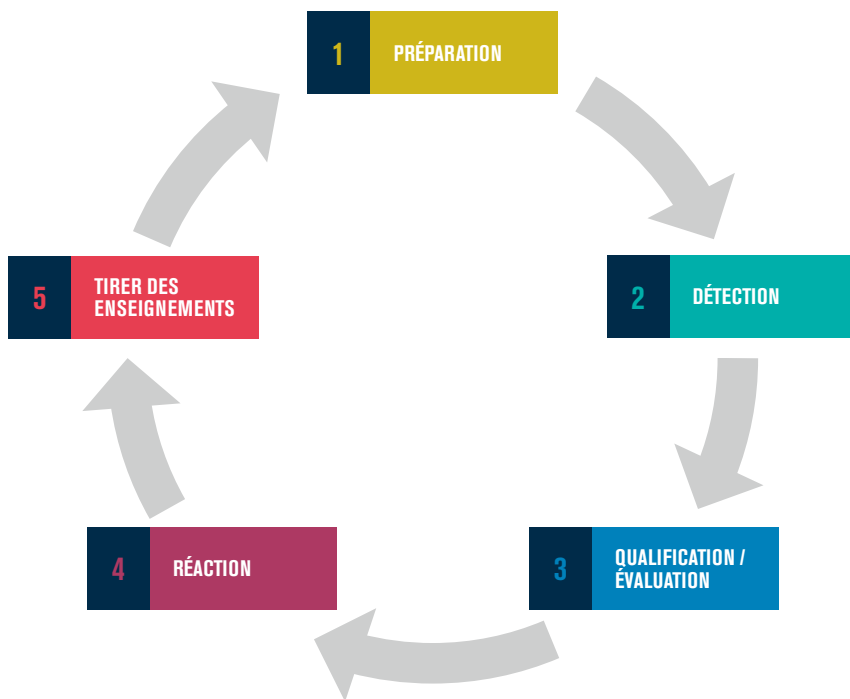 1 PRÉPARATION
2 DÉTECTION
3 QUALIFICATION /
ÉVALUATION
4 RÉACTION
5 TIRER DES
ENSEIGNEMENTS